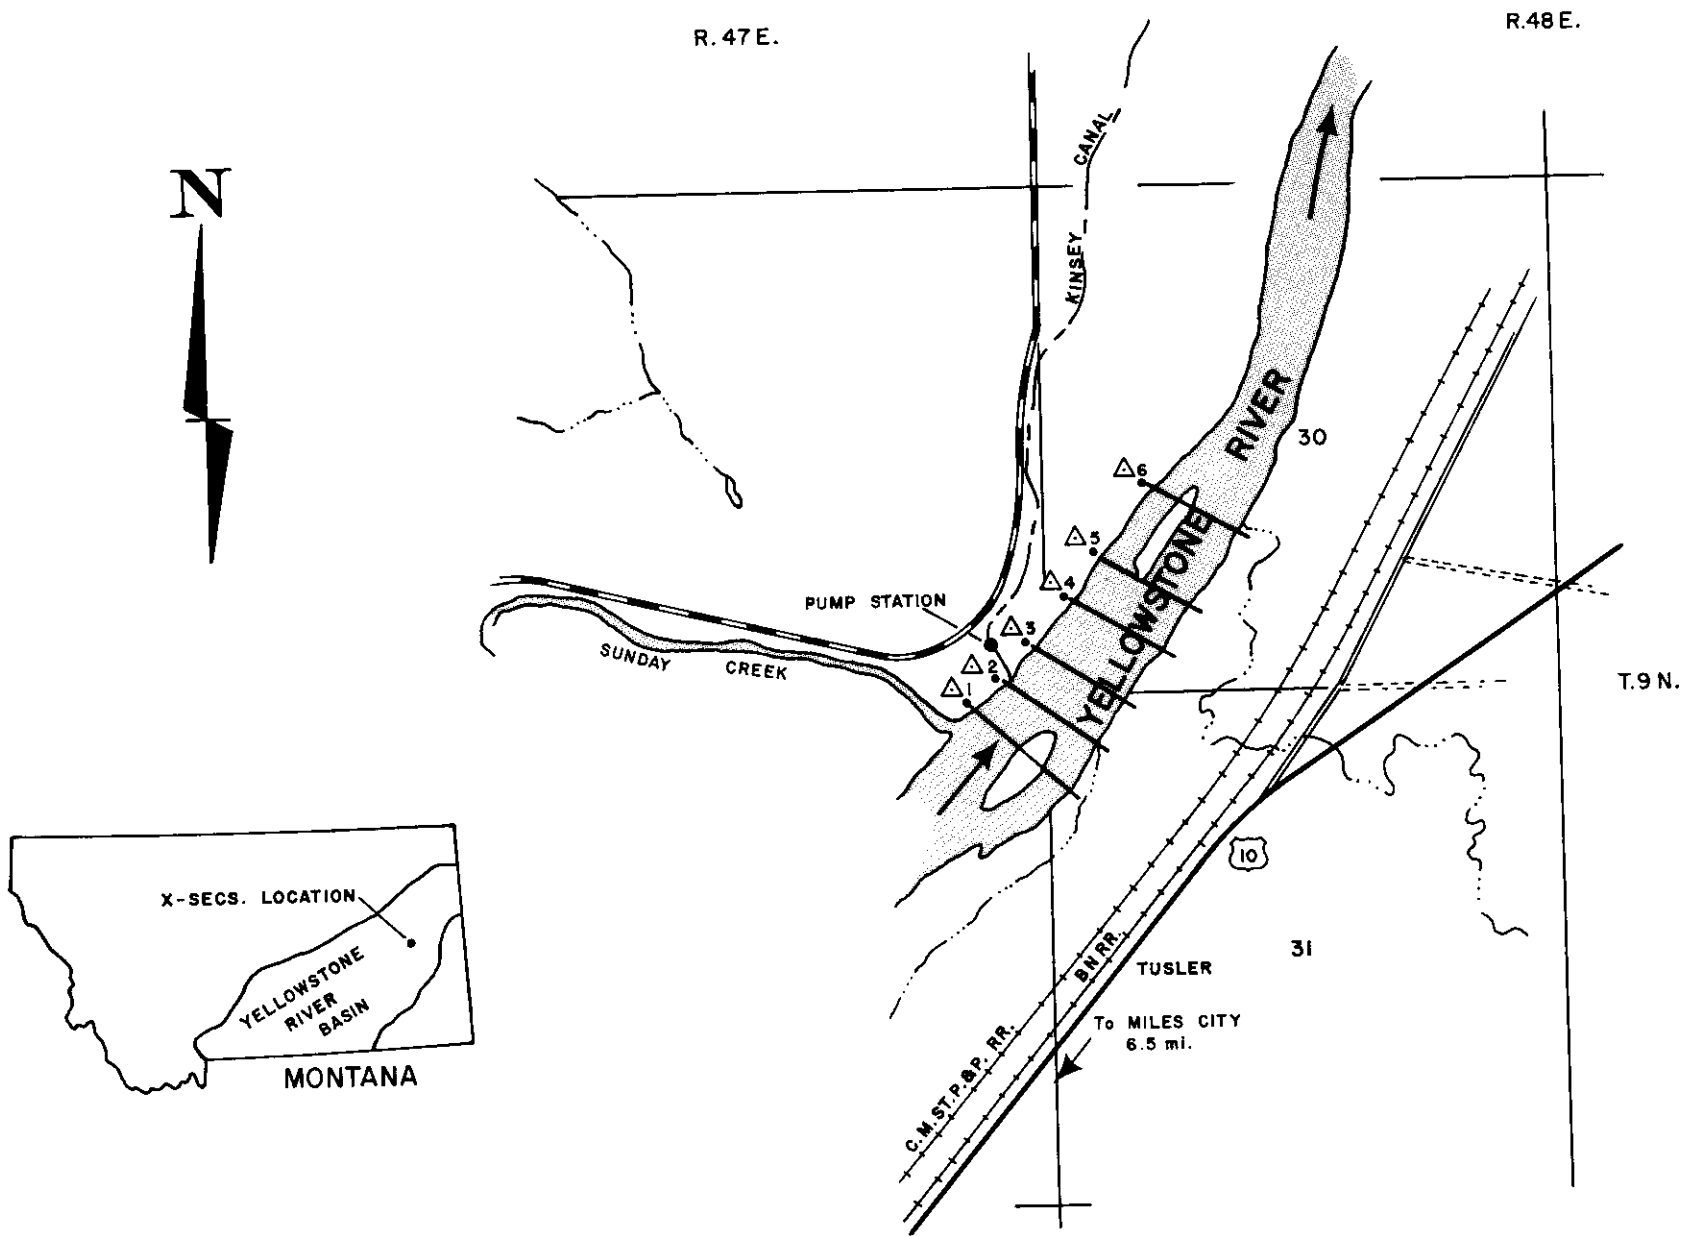 R. 47 E.
R. 48 E.
N
KINSEY CANAL
RIVER
30
6
5
4
PUMP STATION
3
2
1
SUNDAY CREEK
YELLOWSTONE
T. 9 N.
10
X-SECS. LOCATION
YELLOWSTONE
RIVER
BASIN
MONTANA
31
BN RR.
TUSLER
To MILES CITY
6.5 mi.
C.M.ST.P.&P. RR.